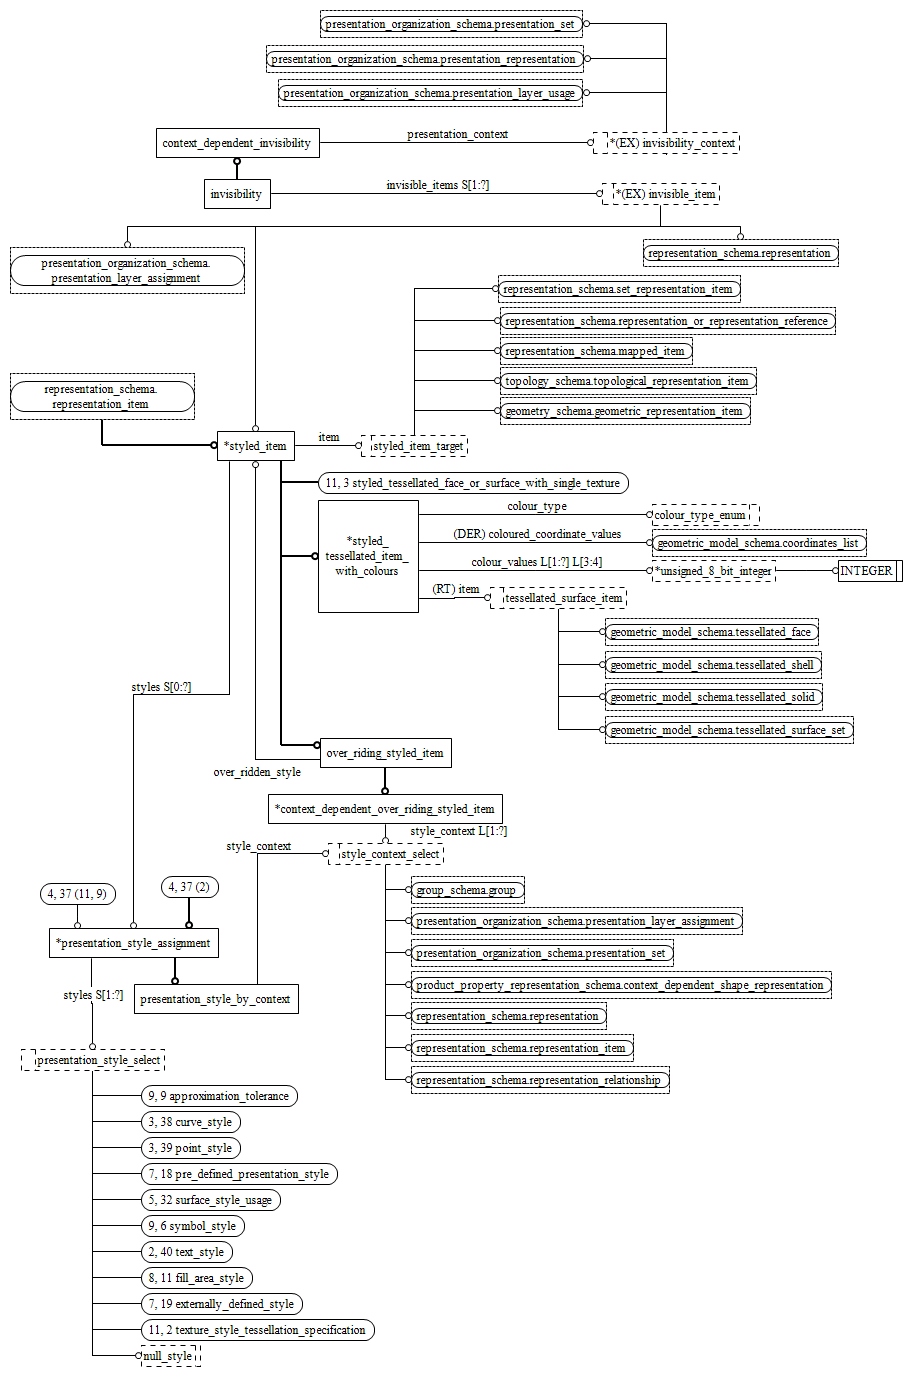 presentation_organization_schema.presentation_set
presentation_organization_schema.presentation_representation
presentation_organization_schema.presentation_layer_usage
context_dependent_invisibility
presentation_context
*(EX) invisibility_context
invisibility
invisible_items S[1:?]
*(EX) invisible_item
presentation_organization_schema.
presentation_layer_assignment
representation_schema.representation
representation_schema.set_representation_item
representation_schema.representation_or_representation_reference
representation_schema.mapped_item
topology_schema.topological_representation_item
geometry_schema.geometric_representation_item
representation_schema.
representation_item
*styled_item
item
styled_item_target
11, 3 styled_tessellated_face_or_surface_with_single_texture
*styled_
tessellated_item_
with_colours
colour_type
colour_type_enum
(DER) coloured_coordinate_values
geometric_model_schema.coordinates_list
colour_values L[1:?] L[3:4]
*unsigned_8_bit_integer
INTEGER
(RT) item
tessellated_surface_item
geometric_model_schema.tessellated_face
geometric_model_schema.tessellated_shell
geometric_model_schema.tessellated_solid
geometric_model_schema.tessellated_surface_set
styles S[0:?]
over_riding_styled_item
over_ridden_style
*context_dependent_over_riding_styled_item
style_context L[1:?]
style_context
style_context_select
group_schema.group
presentation_organization_schema.presentation_layer_assignment
presentation_organization_schema.presentation_set
product_property_representation_schema.context_dependent_shape_representation
representation_schema.representation
representation_schema.representation_item
representation_schema.representation_relationship
4, 37 (11, 9)
4, 37 (2)
*presentation_style_assignment
styles S[1:?]
presentation_style_by_context
presentation_style_select
9, 9 approximation_tolerance
3, 38 curve_style
3, 39 point_style
7, 18 pre_defined_presentation_style
5, 32 surface_style_usage
9, 6 symbol_style
2, 40 text_style
8, 11 fill_area_style
7, 19 externally_defined_style
11, 2 texture_style_tessellation_specification
null_style